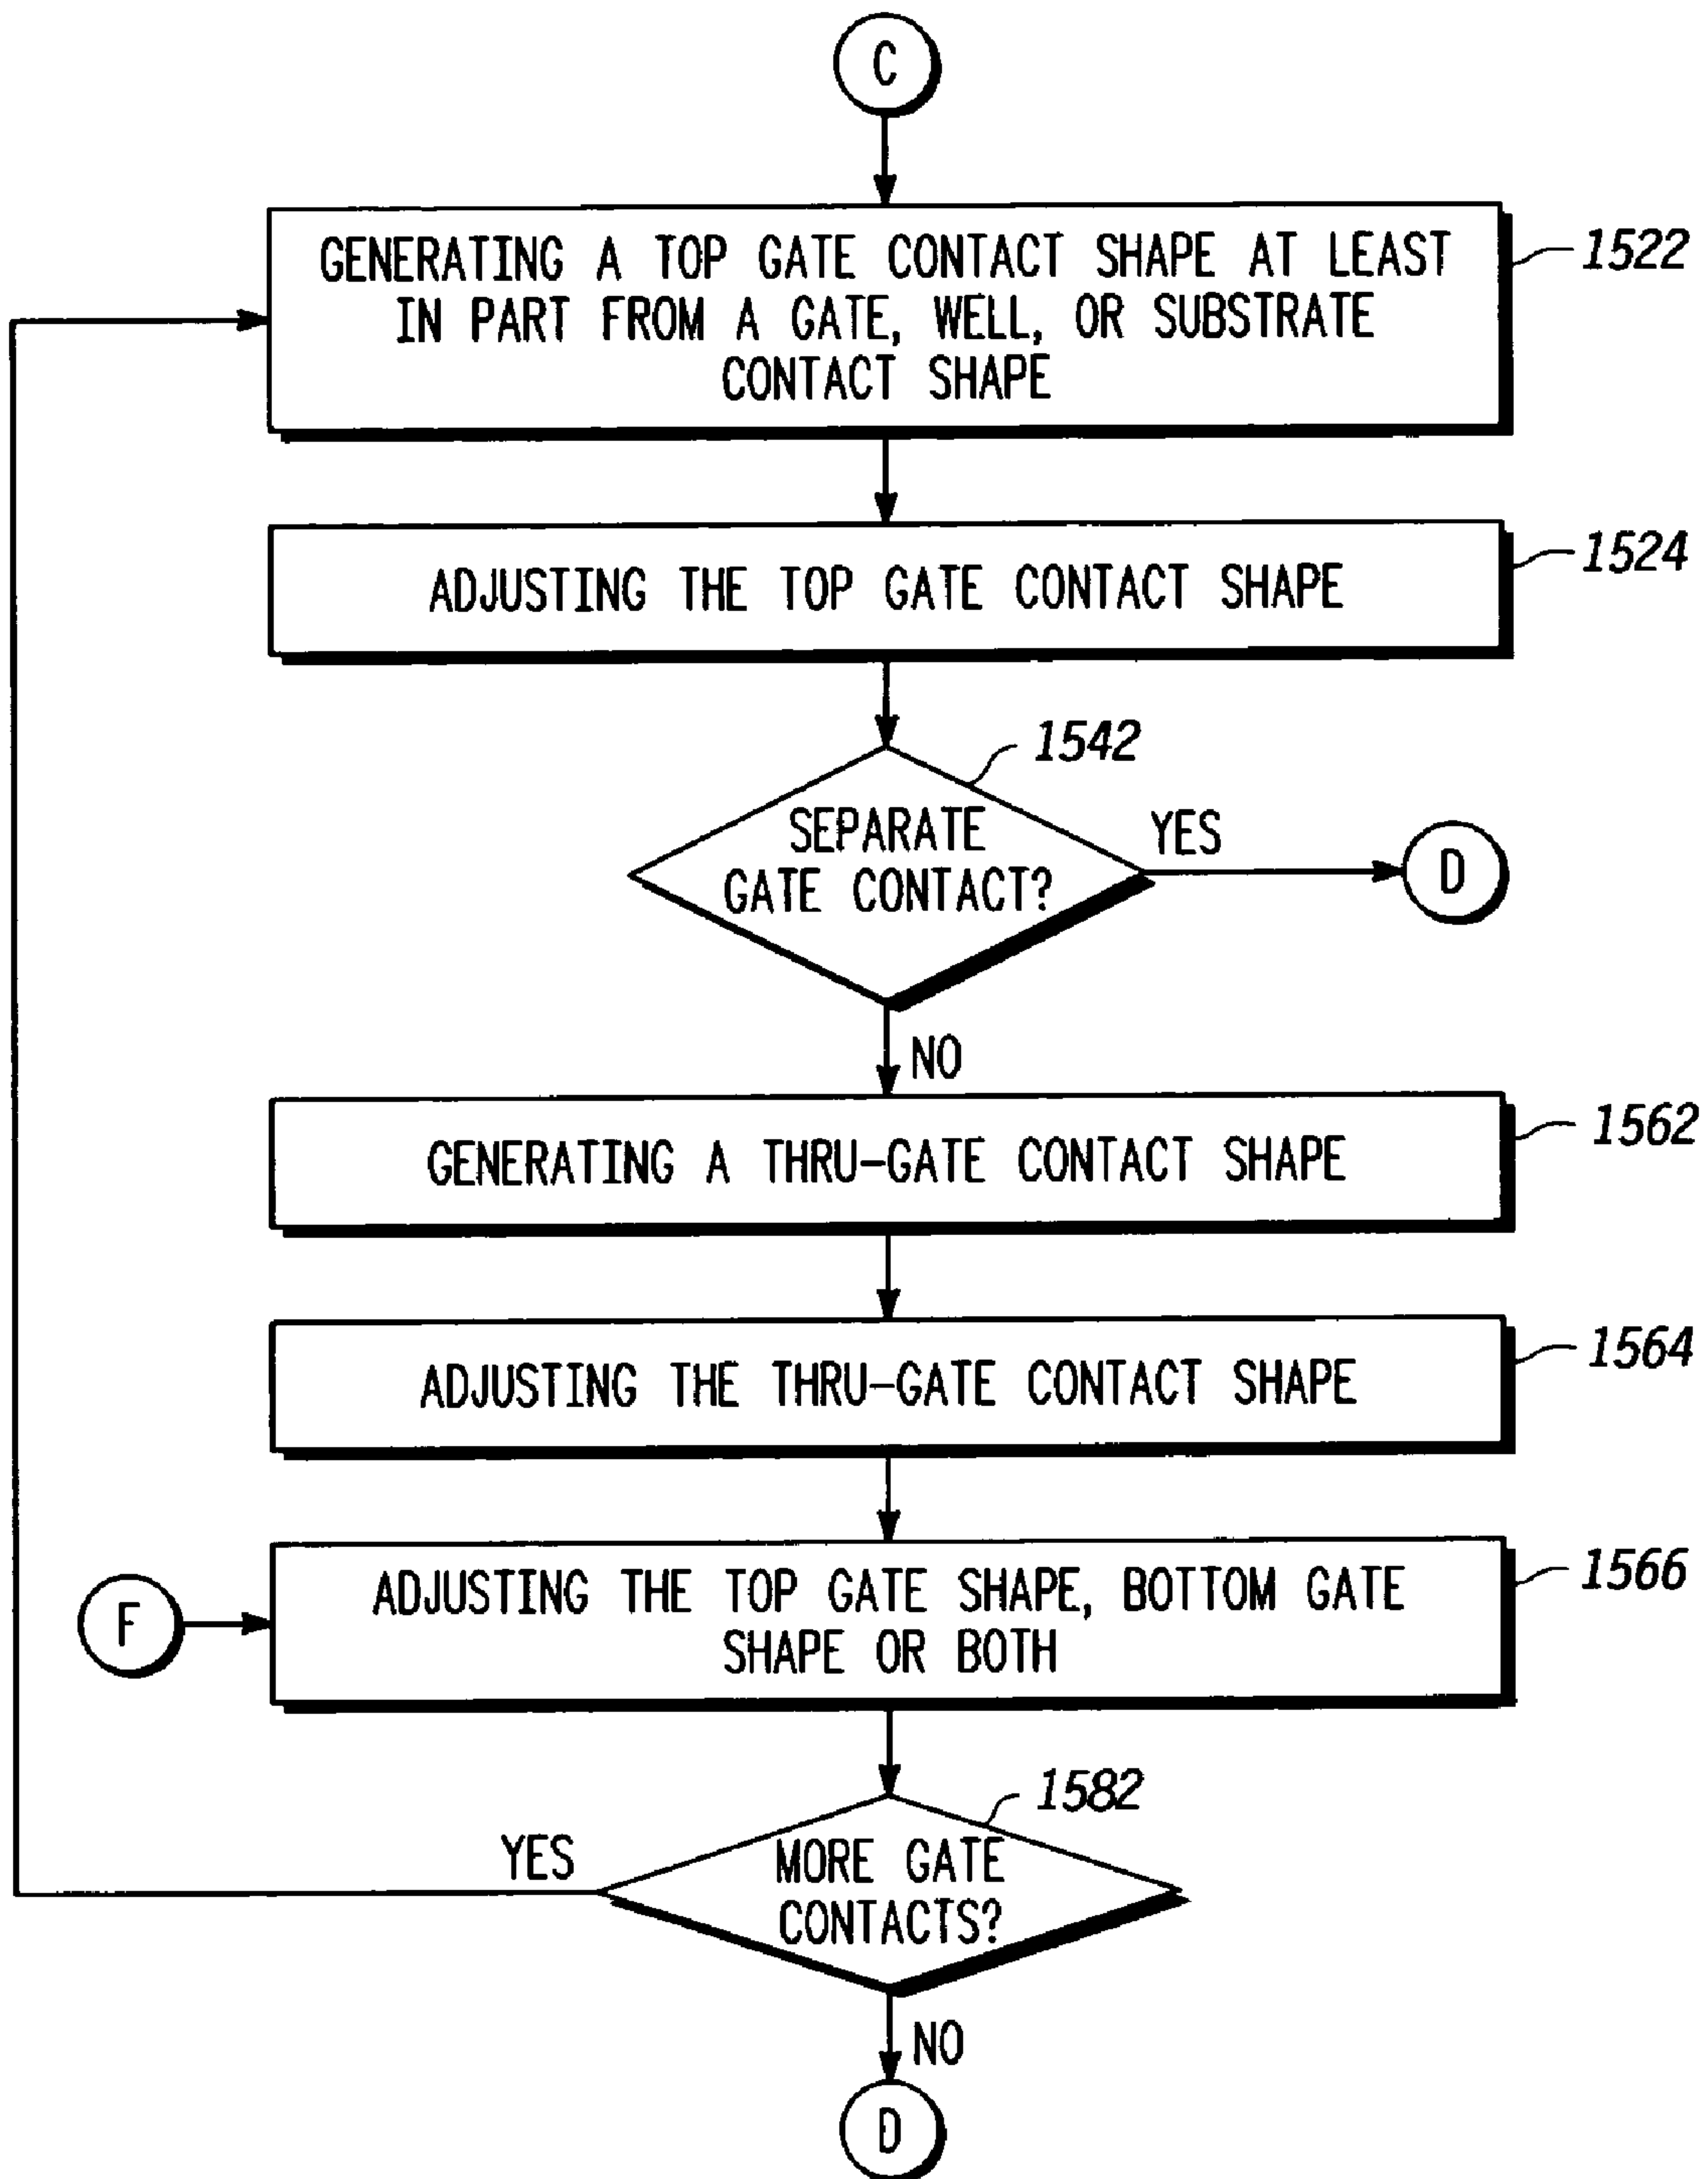 C
GENERATING A TOP GATE CONTACT SHAPE AT LEAST
IN PART FROM A GATE, WELL, OR SUBSTRATE
CONTACT SHAPE
1522
ADJUSTING THE TOP GATE CONTACT SHAPE
1524
1542
SEPARATE
GATE CONTACT?
YES
D
NO
GENERATING A THRU-GATE CONTACT SHAPE
1562
ADJUSTING THE THRU-GATE CONTACT SHAPE
1564
F
ADJUSTING THE TOP GATE SHAPE, BOTTOM GATE
SHAPE OR BOTH
1566
1582
YES
MORE GATE
CONTACTS?
NO
D